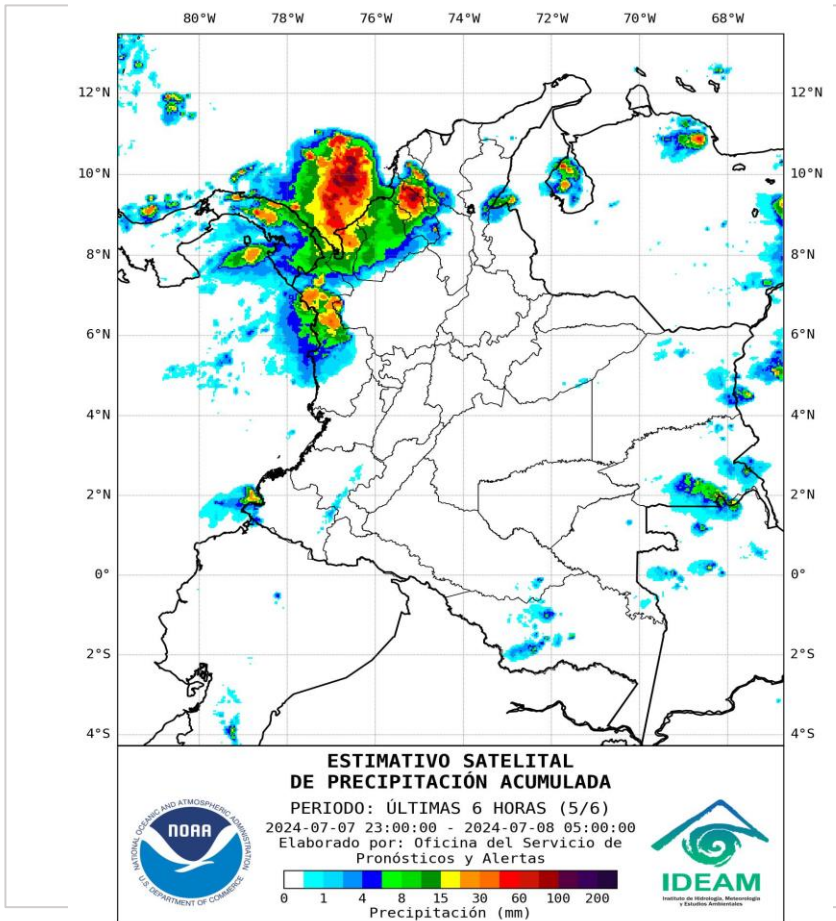 80°W 78°W 76°W 74°W 72°W 70°W 68°W
12°N 12°N
10°N 10°N
8°N 8°N
6°N 6°N
4°N 4°N
2°N 2°N
0° 0°
2°S 2°S
4°S 4°S
ESTIMATIVO SATELITAL
DE PRECIPITACIÓN ACUMULADA
PERIODO: ÚLTIMAS 6 HORAS (5/6)
2024-07-07 23:00:00 - 2024-07-08 05:00:00
Elaborado por: Oficina del Servicio de
Pronósticos y Alertas
NATIONAL OCEANIC AND ATMOSPHERIC ADMINISTRATION
NOAA
U.S. DEPARTMENT OF COMMERCE
IDEAM
Instituto de Hidrología, Meteorología
y Estudios Ambientales
0 1 4 8 15 30 60 100 200
Precipitación (mm)